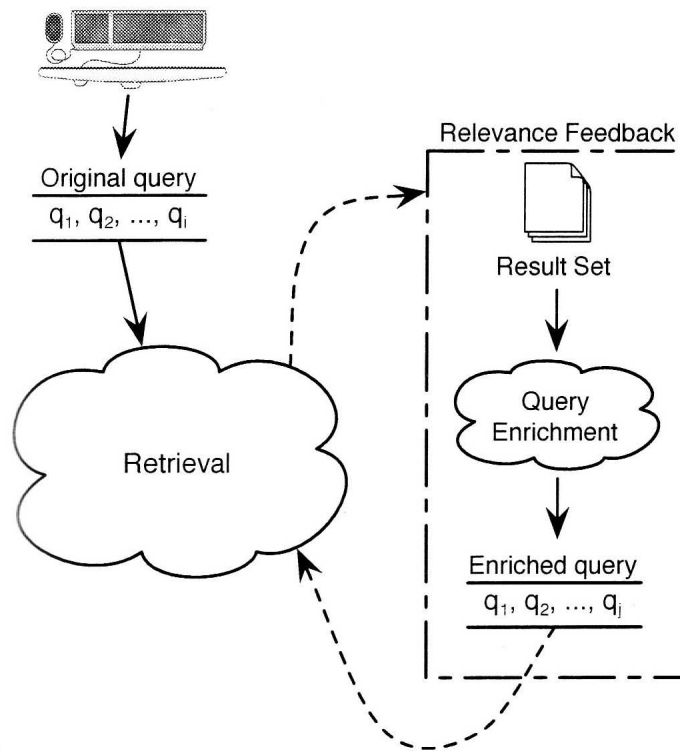 Original query
q₁, q₂, ..., qᵢ
Retrieval
Relevance Feedback
Result Set
Query
Enrichment
Enriched query
q₁, q₂, ..., qⱼ